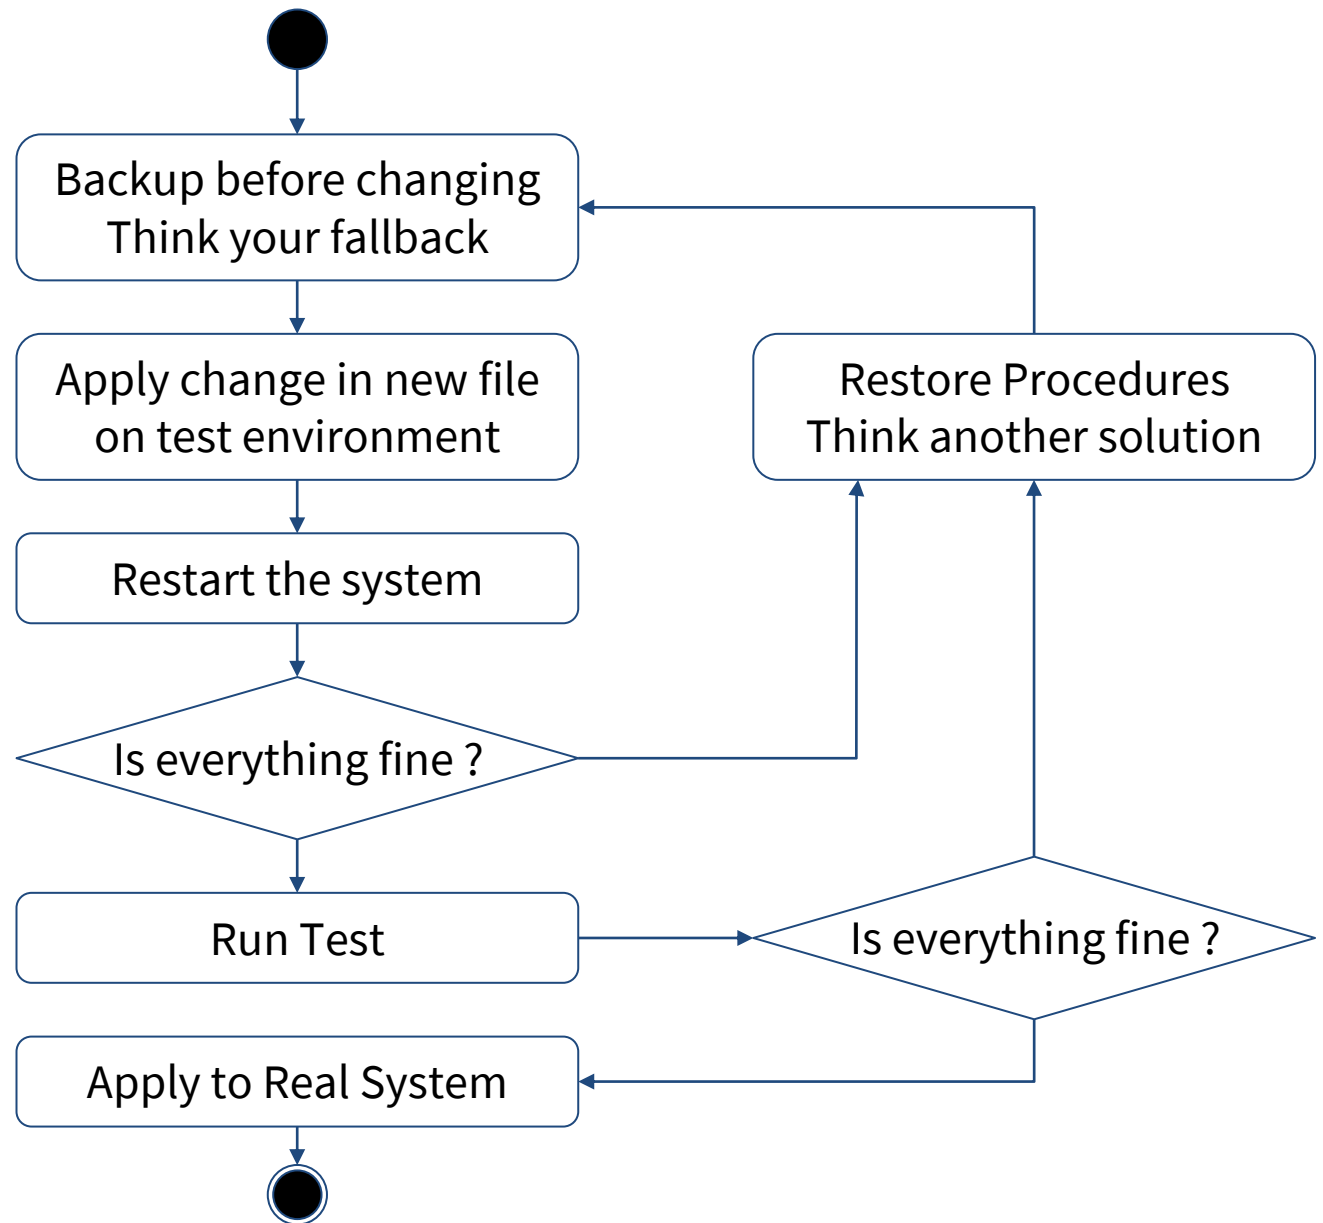 Backup before changing
Think your fallback
Apply change in new file
on test environment
Restore Procedures
Think another solution
Restart the system
Is everything fine ?
Run Test
Is everything fine ?
Apply to Real System